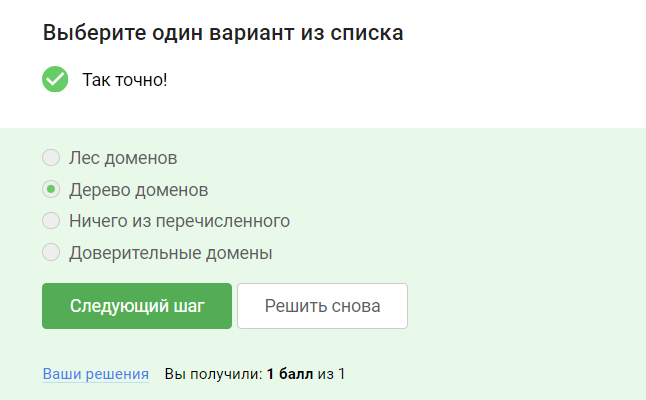 Выберите один вариант из списка
Так точно!
Лес доменов
Дерево доменов
Ничего из перечисленного
Доверительные домены
Следующий шаг Решить снова
Ваши решения Вы получили: 1 балл из 1